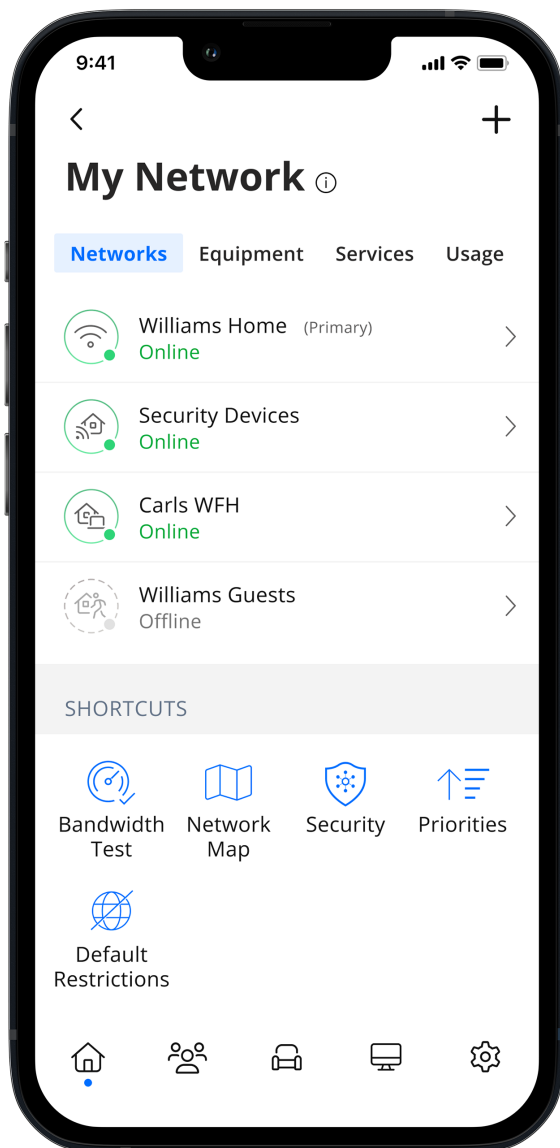 9:41
My Network
Networks Equipment Services Usage
Williams Home (Primary)
Online
Security Devices
Online
Carls WFH
Online
Williams Guests
Offline
SHORTCUTS
Bandwidth Test
Network Map
Security
Priorities
Default
Restrictions